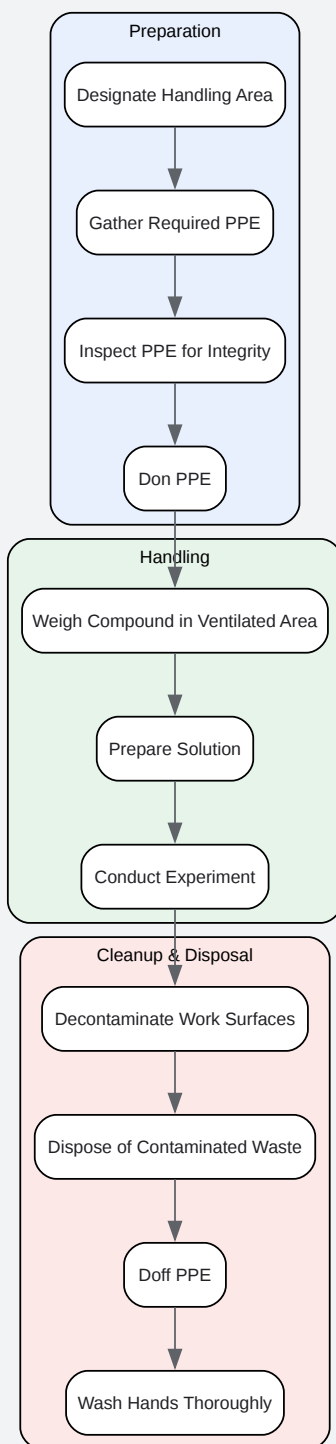 Preparation
Designate Handling Area
Gather Required PPE
Inspect PPE for Integrity
Don PPE
Handling
Weigh Compound in Ventilated Area
Prepare Solution
Conduct Experiment
Cleanup & Disposal
Decontaminate Work Surfaces
Dispose of Contaminated Waste
Doff PPE
Wash Hands Thoroughly